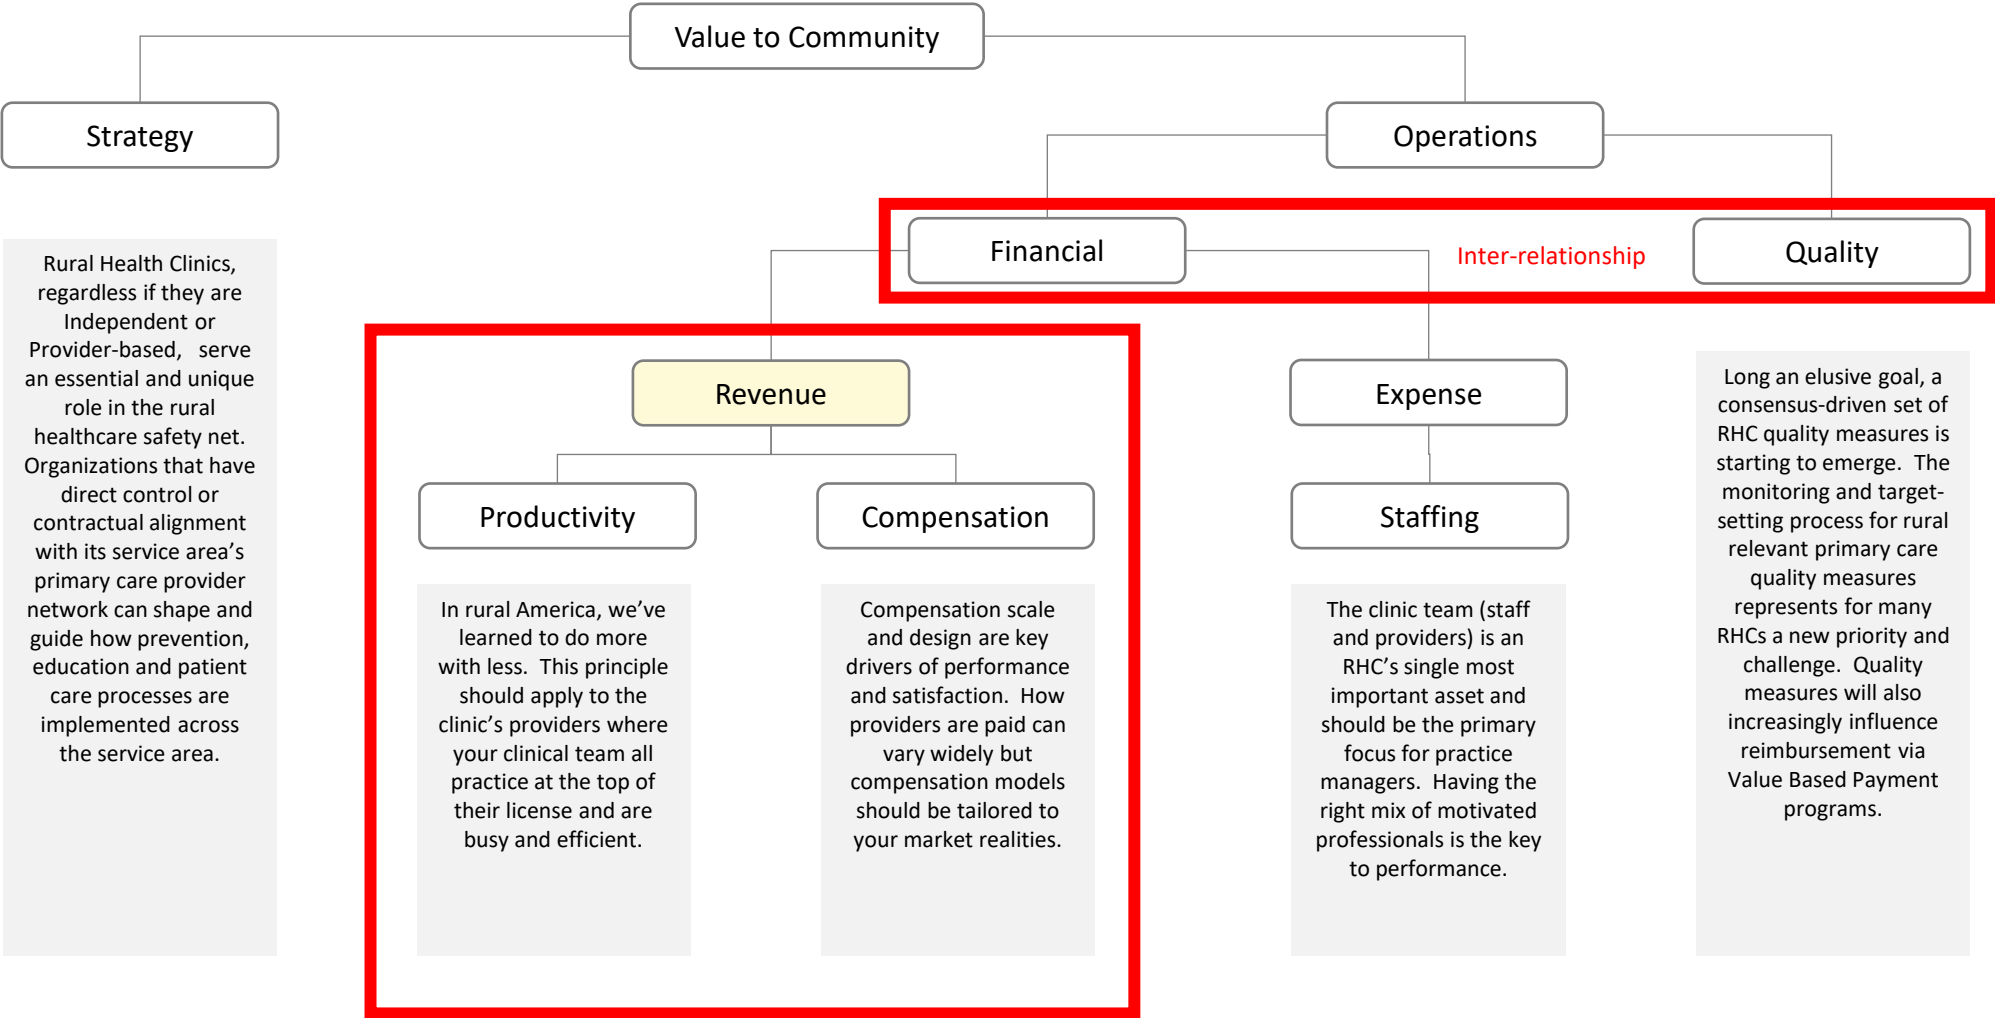 Value to Community
Strategy
Operations
Financial
Inter-relationship
Quality
Rural Health Clinics,
regardless if they are
Independent or
Provider-based, serve
an essential and unique
role in the rural
healthcare safety net.
Organizations that have
direct control or
contractual alignment
with its service area’s
primary care provider
network can shape and
guide how prevention,
education and patient
care processes are
implemented across
the service area.
Revenue
Expense
Productivity
Compensation
Staffing
In rural America, we’ve
learned to do more
with less. This principle
should apply to the
clinic’s providers where
your clinical team all
practice at the top of
their license and are
busy and efficient.
Compensation scale
and design are key
drivers of performance
and satisfaction. How
providers are paid can
vary widely but
compensation models
should be tailored to
your market realities.
The clinic team (staff
and providers) is an
RHC’s single most
important asset and
should be the primary
focus for practice
managers. Having the
right mix of motivated
professionals is the key
to performance.
Long an elusive goal, a
consensus-driven set of
RHC quality measures is
starting to emerge. The
monitoring and target-
setting process for rural
relevant primary care
quality measures
represents for many
RHCs a new priority and
challenge. Quality
measures will also
increasingly influence
reimbursement via
Value Based Payment
programs.